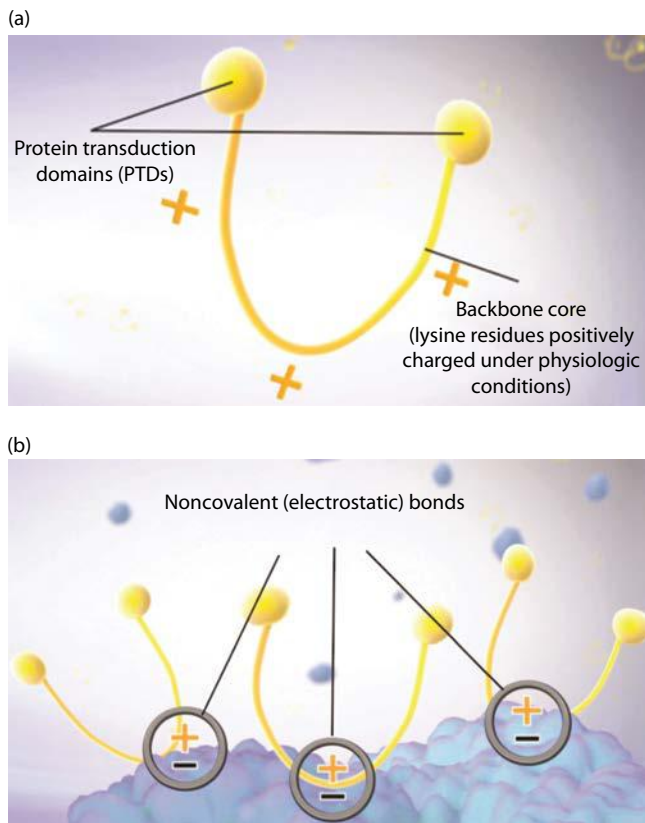 (a)
Protein transduction
domains (PTDs)
+
+
+
Backbone core
(lysine residues positively
charged under physiologic
conditions)
(b)
Noncovalent (electrostatic) bonds
+
−
+
−
+
−